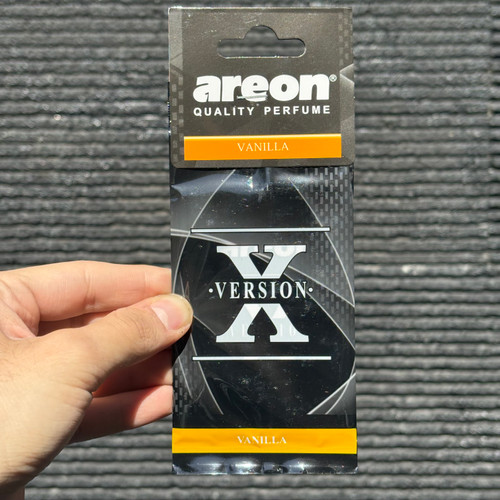 areon®
QUALITY PERFUME
VANILLA
X
·VERSION·
VANILLA